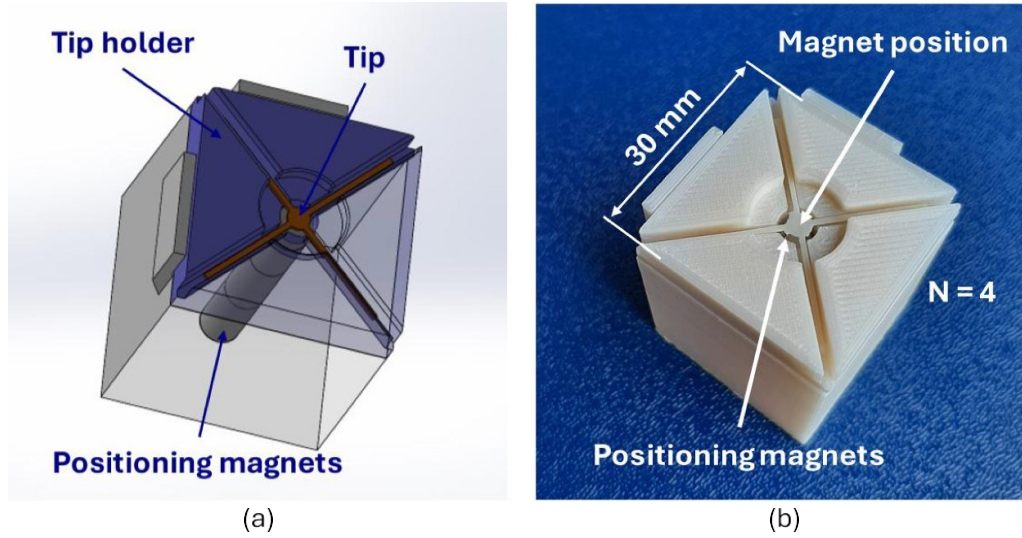 Tip holder
Tip
Positioning magnets
(a)
Magnet position
30 mm
N = 4
Positioning magnets
(b)